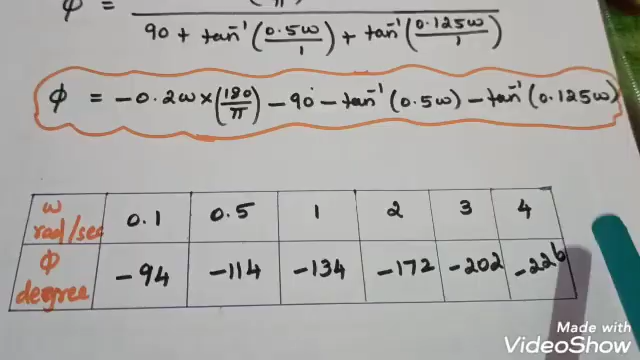 φ =
π
90 + tan⁻¹(0.5ω/1) + tan⁻¹(0.125ω/1)
φ = -0.2ω×(180/π) - 90° - tan⁻¹(0.5ω) - tan⁻¹(0.125ω)
ω rad/sec 0.1 0.5 1 2 3 4
φ degree -94 -114 -134 -172 -202 -226
Made with
VideoShow